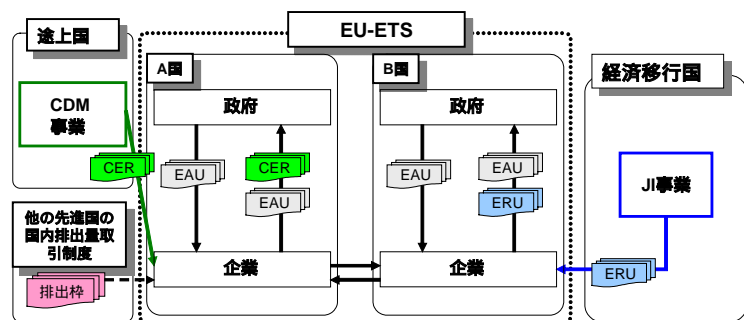 EU-ETS
途上国
CDM
事業
CER
他の先進国の
国内排出量取
引制度
排出枠
A国
政府
EAU
CER
EAU
企業
B国
政府
EAU
EAU
ERU
企業
経済移行国
JI事業
ERU